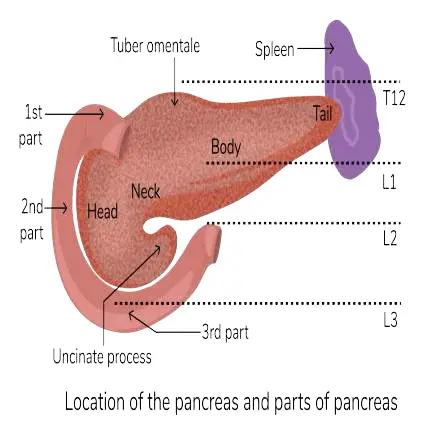 Tuber omentale
Spleen
T12
1st
part
Tail
Body
L1
Neck
2nd
part
Head
L2
L3
3rd part
Uncinate process
Location of the pancreas and parts of pancreas